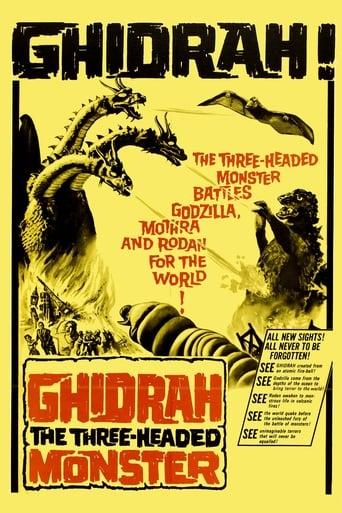 GHIDRAH!
THE THREE-HEADED
MONSTER
BATTLES
GODZILLA,
MOTHRA
AND RODAN
FOR THE
WORLD
!
ALL NEW SIGHTS!
ALL NEVER TO BE
FORGOTTEN!
SEE GHIDRAH created from
an atomic fire-ball!
SEE Godzilla come from the
depths of the ocean to
bring terror to the world!
SEE Rodan awaken to mon-
strous life in volcanic
fires!
SEE the world quake before
the unleashed fury of
the battle of monsters!
SEE unimaginable terrors
that will never be
equalled!
GHIDRAH
THE THREE-HEADED
MONSTER